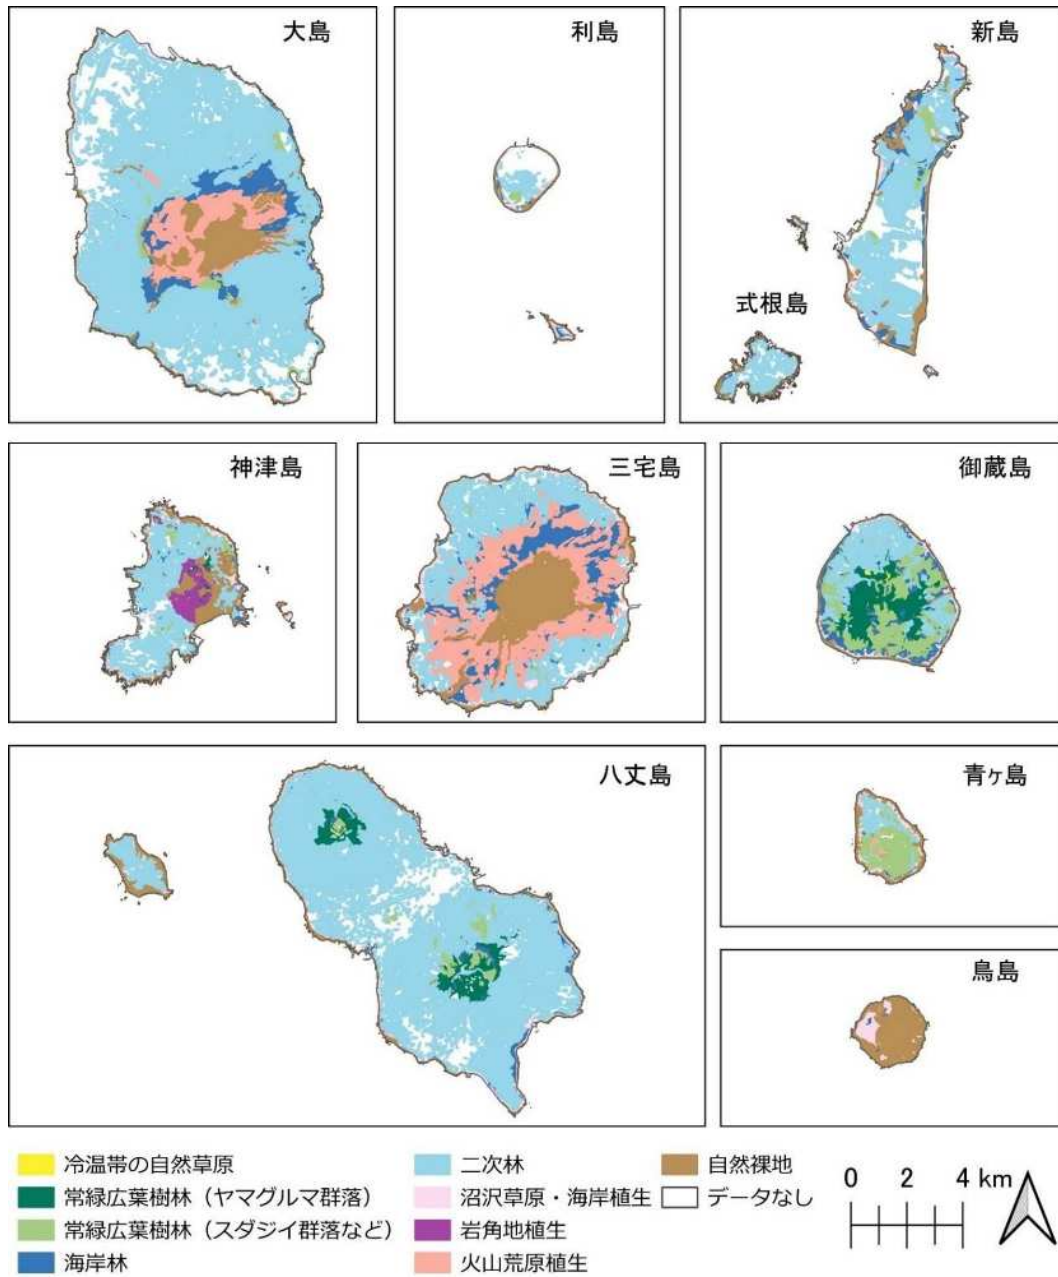 大島
利島
新島
式根島
神津島
三宅島
御蔵島
八丈島
青ヶ島
鳥島
冷温帯の自然草原
常緑広葉樹林（ヤマグルマ群落）
常緑広葉樹林（スダジイ群落など）
海岸林
二次林
沼沢草原・海岸植生
岩角地植生
火山荒原植生
自然裸地
データなし
0 2 4 km